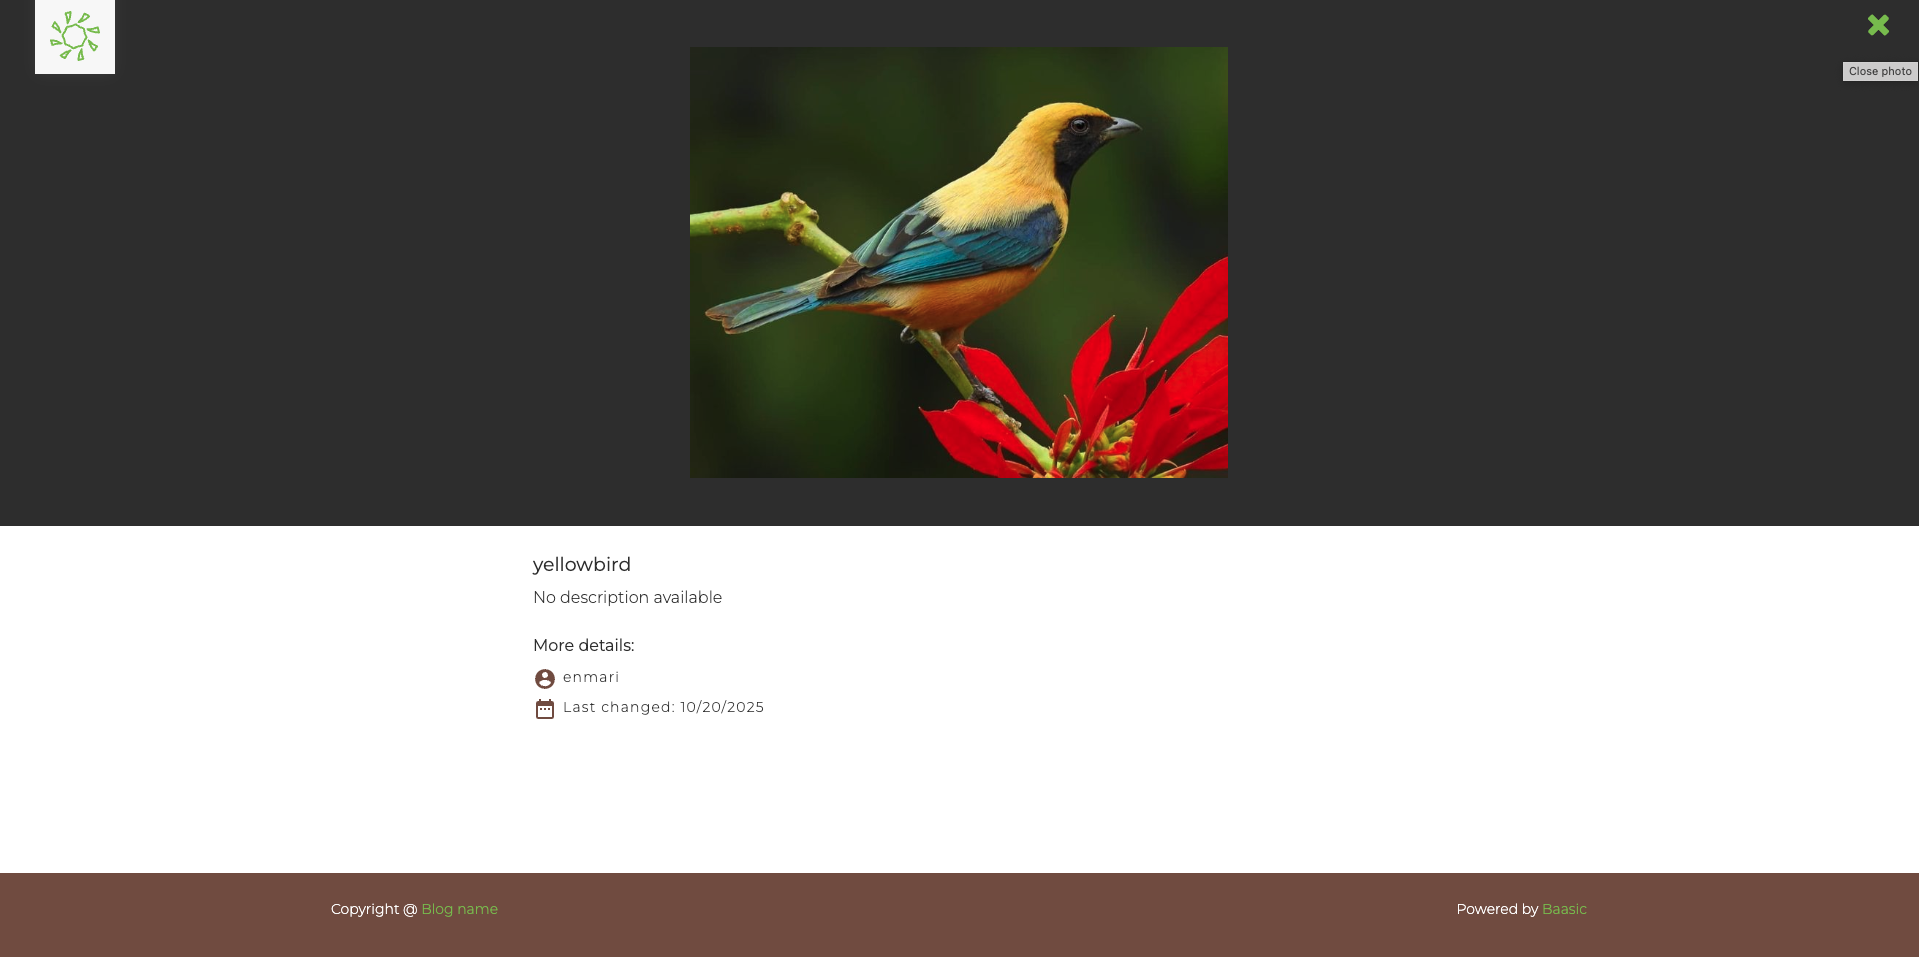 Close photo
yellowbird
No description available
More details:
enmari
Last changed: 10/20/2025
Copyright @ Blog name
Powered by Baasic